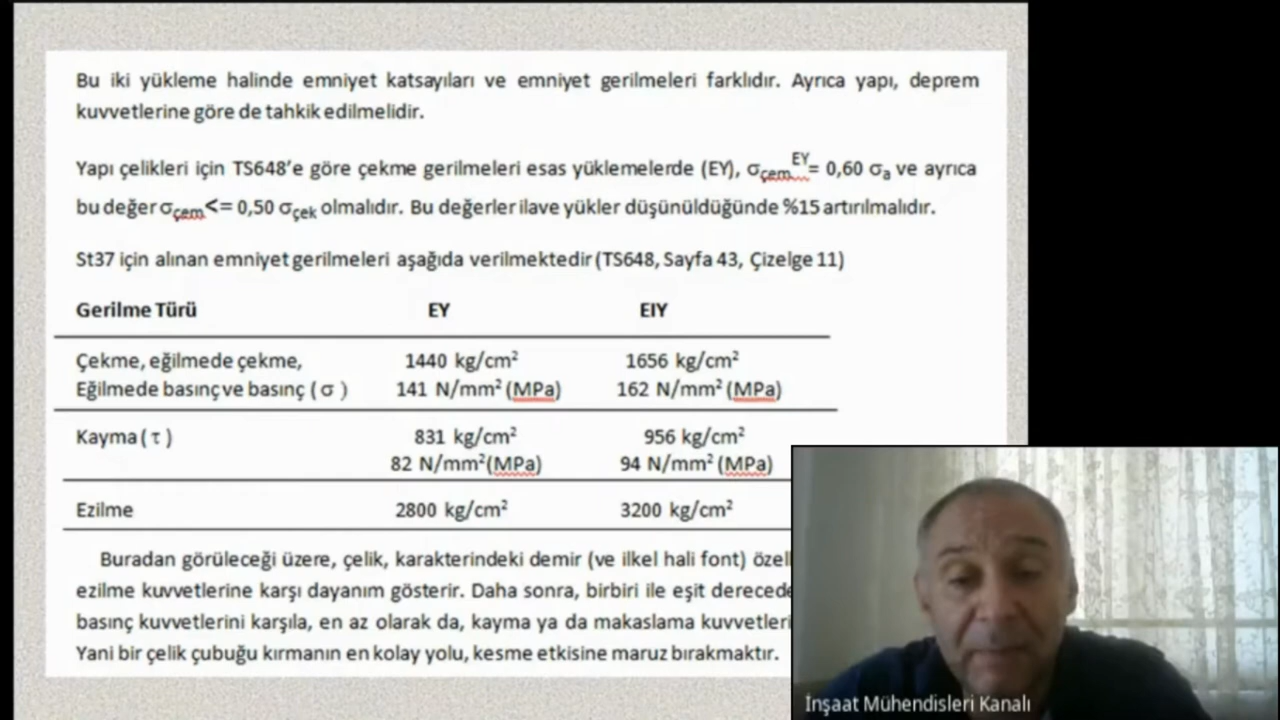 Bu iki yükleme halinde emniyet katsayıları ve emniyet gerilmeleri farklıdır. Ayrıca yapı, deprem
kuvvetlerine göre de tahkik edilmelidir.
Yapı çelikleri için TS648'e göre çekme gerilmeleri esas yüklemelerde (EY), σçem^EY= 0,60 σa ve ayrıca
bu değer σçem<= 0,50 σçek olmalıdır. Bu değerler ilave yükler düşünüldüğünde %15 artırılmalıdır.
St37 için alınan emniyet gerilmeleri aşağıda verilmektedir (TS648, Sayfa 43, Çizelge 11)
Gerilme Türü EY EIY
Çekme, eğilmede çekme, 1440 kg/cm² 1656 kg/cm²
Eğilmede basınç ve basınç ( σ ) 141 N/mm² (MPa) 162 N/mm² (MPa)
Kayma ( τ ) 831 kg/cm² 956 kg/cm²
82 N/mm²(MPa) 94 N/mm² (MPa)
Ezilme 2800 kg/cm² 3200 kg/cm²
Buradan görüleceği üzere, çelik, karakterindeki demir (ve ilkel hali font) özell
ezilme kuvvetlerine karşı dayanım gösterir. Daha sonra, birbiri ile eşit derecede
basınç kuvvetlerini karşıla, en az olarak da, kayma ya da makaslama kuvvetleri
Yani bir çelik çubuğu kırmanın en kolay yolu, kesme etkisine maruz bırakmaktır.
İnşaat Mühendisleri Kanalı